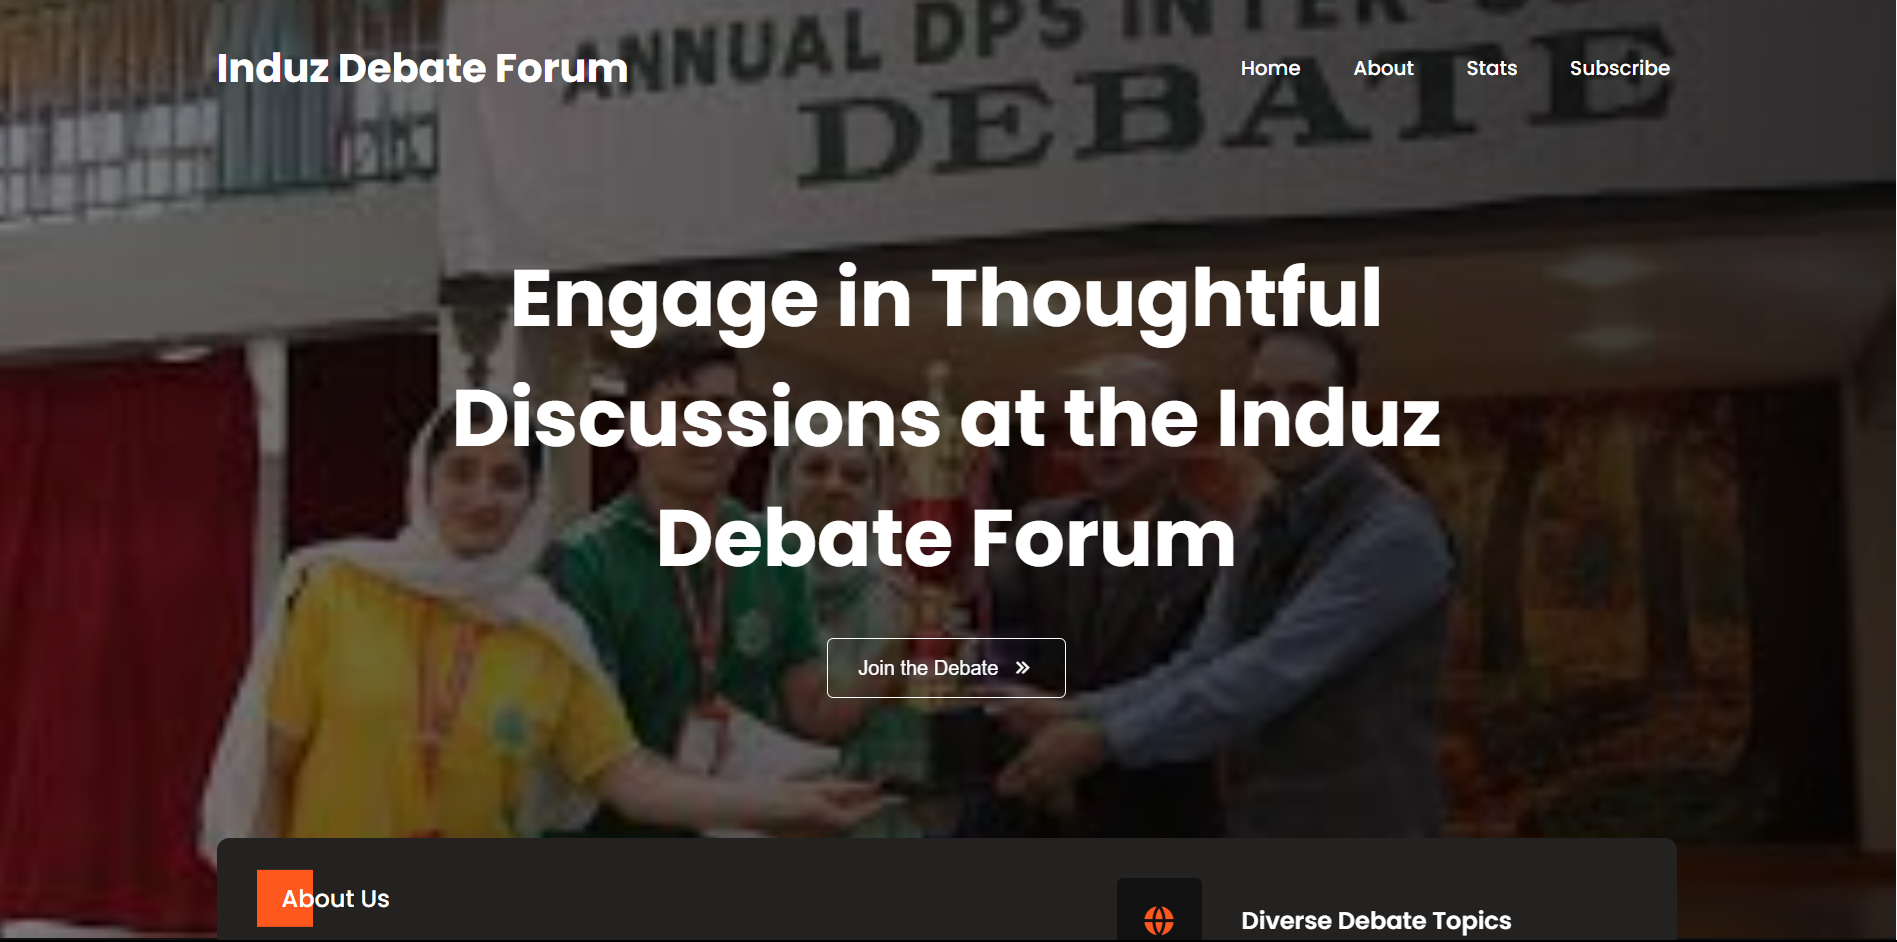 ANNUAL DPS INTER-
DEBATE
Induz Debate Forum
Home
About
Stats
Subscribe
Engage in Thoughtful
Discussions at the Induz
Debate Forum
Join the Debate
About Us
Diverse Debate Topics